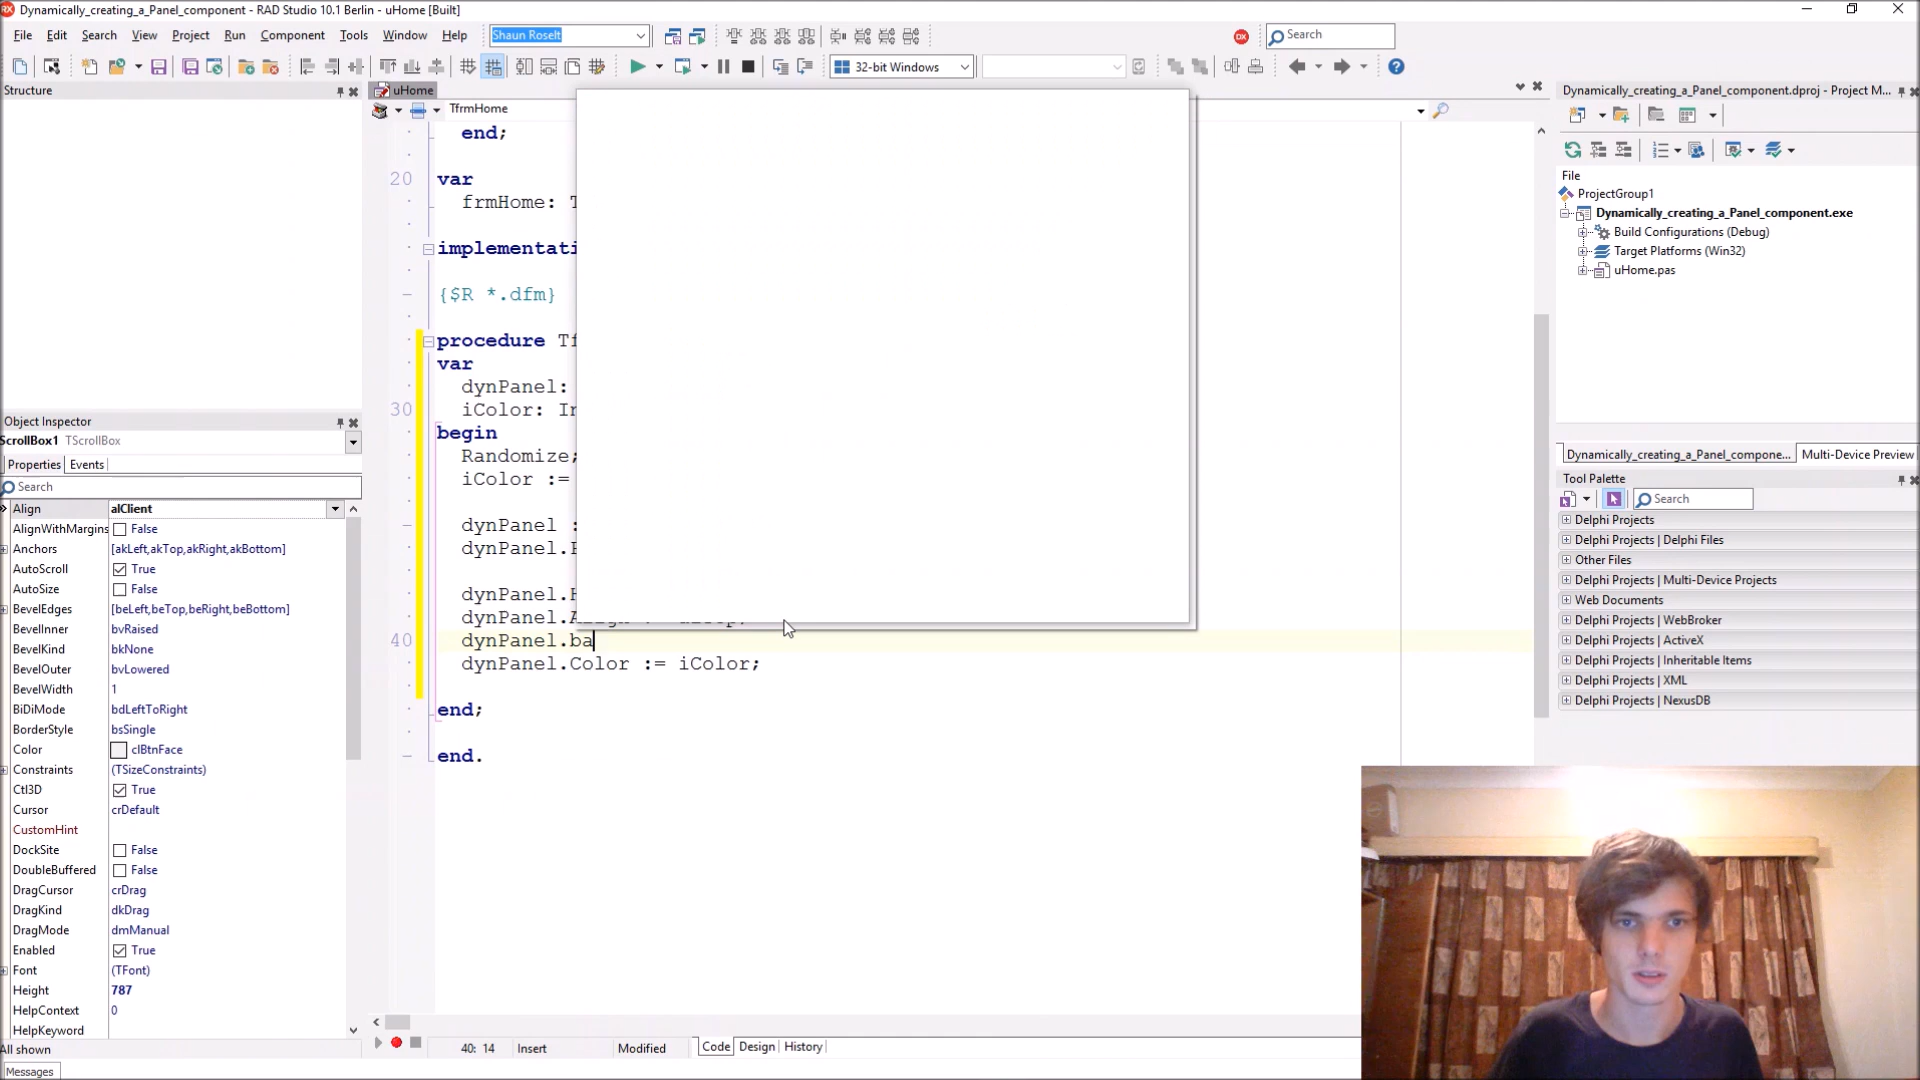 Dynamically_creating_a_Panel_component - RAD Studio 10.1 Berlin - uHome [Built]
File Edit Search View Project Run Component Tools Window Help
Shaun Roselt
Search
32-bit Windows
Structure
uHome
TfrmHome
end;
20 var
frmHome: T
implementati
{$R *.dfm}
procedure Tf
var
dynPanel:
30 iColor: In
begin
Randomize;
iColor :=
dynPanel :
dynPanel.
dynPanel.
dynPanel.Align := alTop;
40 dynPanel.ba
dynPanel.Color := iColor;
end;
end.
40: 14 Insert Modified Code Design History
Object Inspector
ScrollBox1 TScrollBox
Properties Events
Search
Align alClient
AlignWithMargins False
Anchors [akLeft,akTop,akRight,akBottom]
AutoScroll True
AutoSize False
BevelEdges [beLeft,beTop,beRight,beBottom]
BevelInner bvRaised
BevelKind bkNone
BevelOuter bvLowered
BevelWidth 1
BiDiMode bdLeftToRight
BorderStyle bsSingle
Color clBtnFace
Constraints (TSizeConstraints)
Ctl3D True
Cursor crDefault
CustomHint
DockSite False
DoubleBuffered False
DragCursor crDrag
DragKind dkDrag
DragMode dmManual
Enabled True
Font (TFont)
Height 787
HelpContext 0
HelpKeyword
All shown
Messages
Dynamically_creating_a_Panel_component.dproj - Project M...
File
ProjectGroup1
Dynamically_creating_a_Panel_component.exe
Build Configurations (Debug)
Target Platforms (Win32)
uHome.pas
Dynamically_creating_a_Panel_compone... Multi-Device Preview
Tool Palette
Search
Delphi Projects
Delphi Projects | Delphi Files
Other Files
Delphi Projects | Multi-Device Projects
Web Documents
Delphi Projects | WebBroker
Delphi Projects | ActiveX
Delphi Projects | Inheritable Items
Delphi Projects | XML
Delphi Projects | NexusDB